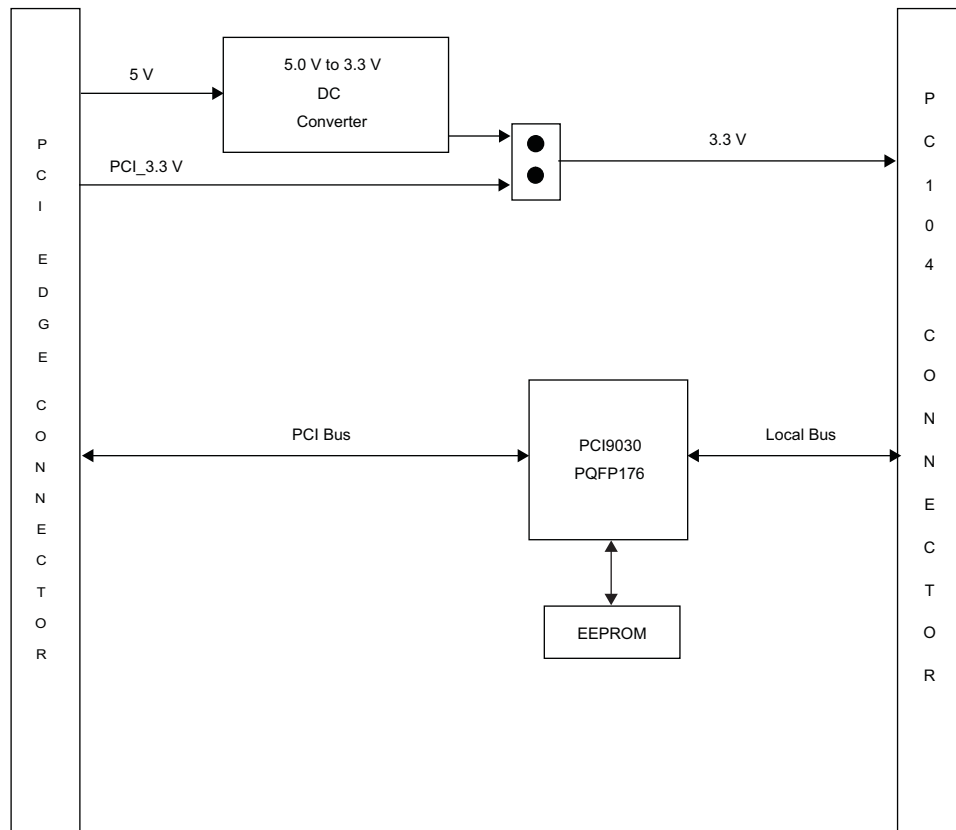 5 V
5.0 V to 3.3 V
DC
Converter
PCI_3.3 V
3.3 V
PCI EDGE CONNECTOR
PC104 CONNECTOR
PCI Bus
PCI9030
PQFP176
Local Bus
EEPROM